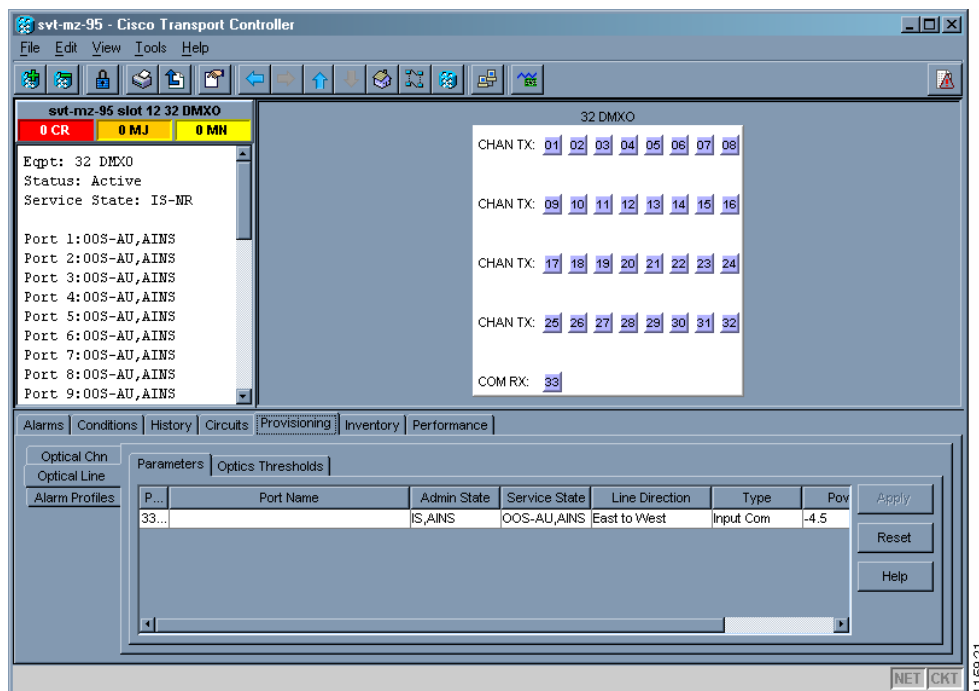 svt-mz-95 - Cisco Transport Controller
File Edit View Tools Help
svt-mz-95 slot 12 32 DMXO
0 CR 0 MJ 0 MN
Eqpt: 32 DMXO
Status: Active
Service State: IS-NR
Port 1:OOS-AU,AINS
Port 2:OOS-AU,AINS
Port 3:OOS-AU,AINS
Port 4:OOS-AU,AINS
Port 5:OOS-AU,AINS
Port 6:OOS-AU,AINS
Port 7:OOS-AU,AINS
Port 8:OOS-AU,AINS
Port 9:OOS-AU,AINS
32 DMXO
CHAN TX: 01 02 03 04 05 06 07 08
CHAN TX: 09 10 11 12 13 14 15 16
CHAN TX: 17 18 19 20 21 22 23 24
CHAN TX: 25 26 27 28 29 30 31 32
COM RX: 33
Alarms Conditions History Circuits Provisioning Inventory Performance
Optical Chn
Optical Line
Alarm Profiles
Parameters Optics Thresholds
P... Port Name Admin State Service State Line Direction Type Pov
33... IS,AINS OOS-AU,AINS East to West Input Com -4.5
Apply
Reset
Help
NET CKT